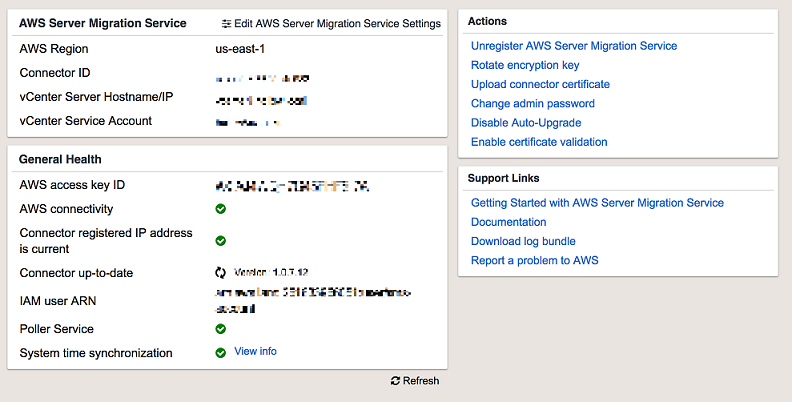 AWS Server Migration Service
Edit AWS Server Migration Service Settings
AWS Region us-east-1
Connector ID
vCenter Server Hostname/IP
vCenter Service Account
General Health
AWS access key ID
AWS connectivity
Connector registered IP address
is current
Connector up-to-date Version: 1.0.7.12
IAM user ARN
Poller Service
System time synchronization View info
Refresh
Actions
Unregister AWS Server Migration Service
Rotate encryption key
Upload connector certificate
Change admin password
Disable Auto-Upgrade
Enable certificate validation
Support Links
Getting Started with AWS Server Migration Service
Documentation
Download log bundle
Report a problem to AWS